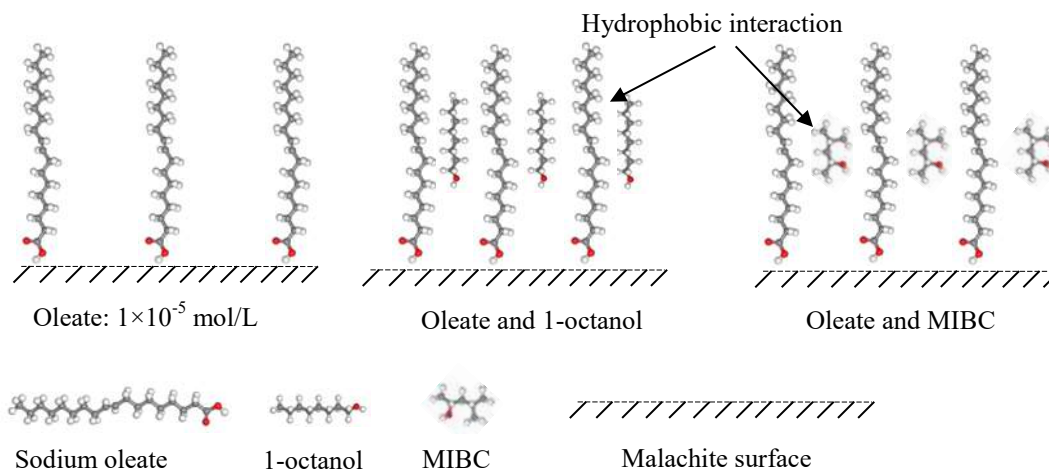 Hydrophobic interaction
Oleate: 1×10⁻⁵ mol/L
Oleate and 1-octanol
Oleate and MIBC
Sodium oleate
1-octanol
MIBC
Malachite surface